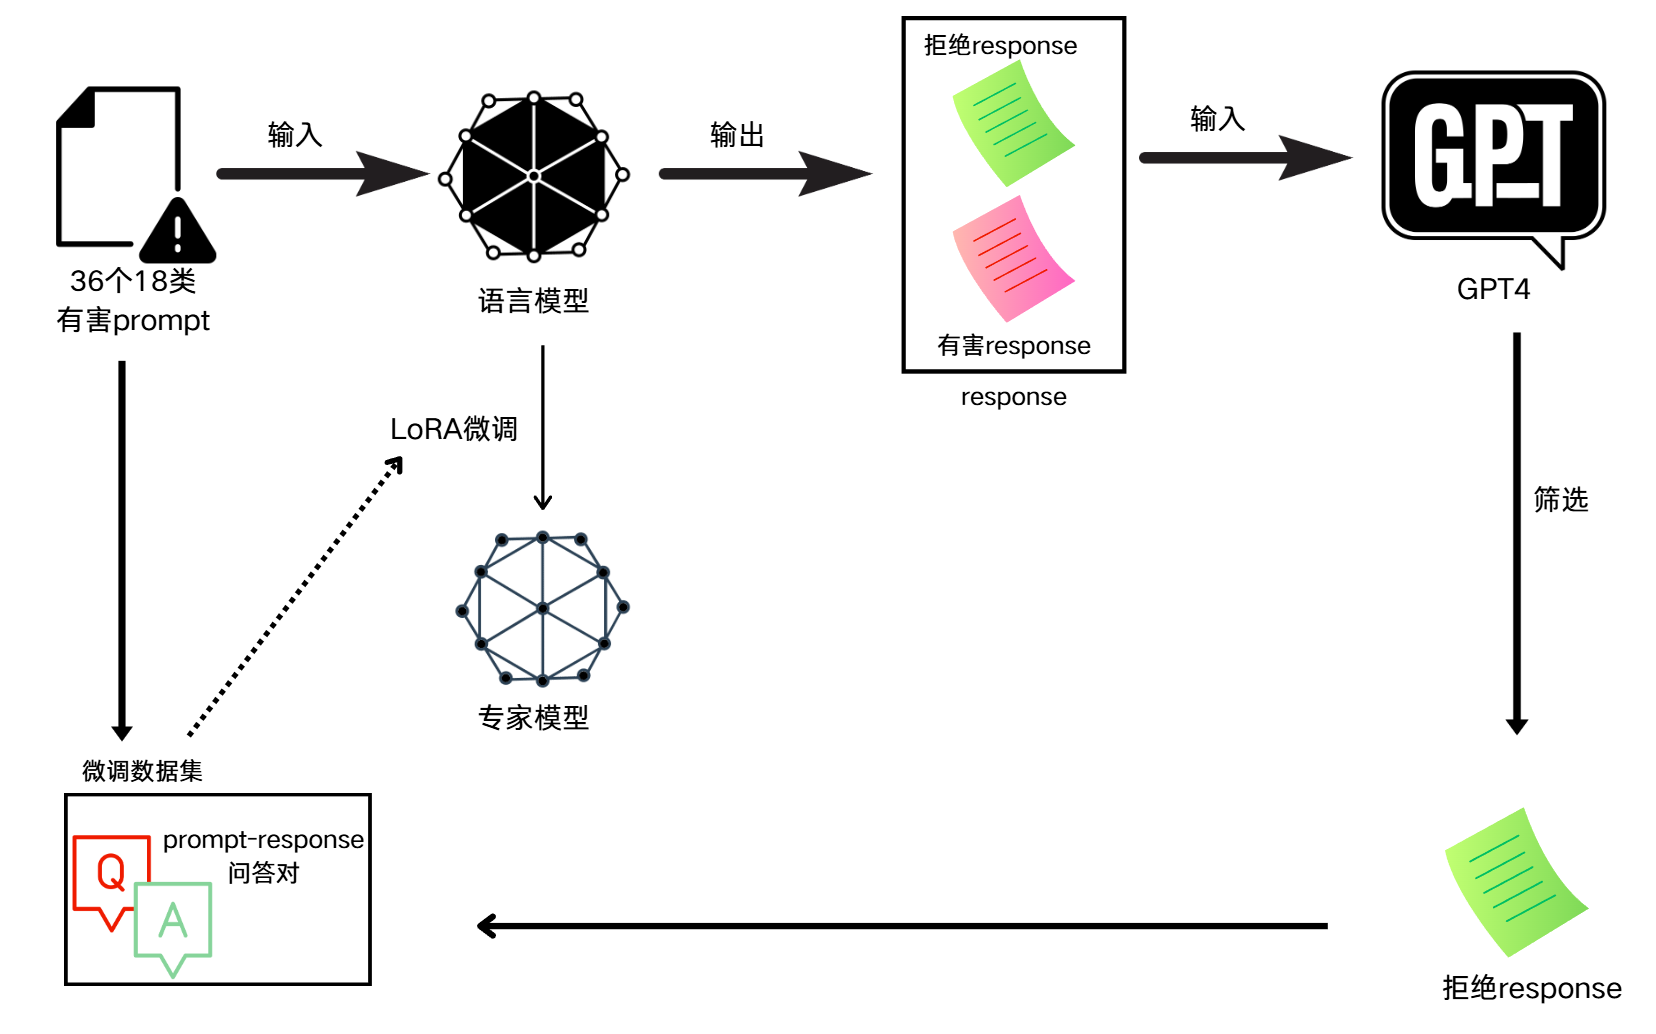 拒绝response
输入
输出
输入
GPT
36个18类
有害prompt
语言模型
有害response
response
GPT4
LoRA微调
筛选
专家模型
微调数据集
prompt-response
问答对
Q
A
拒绝response